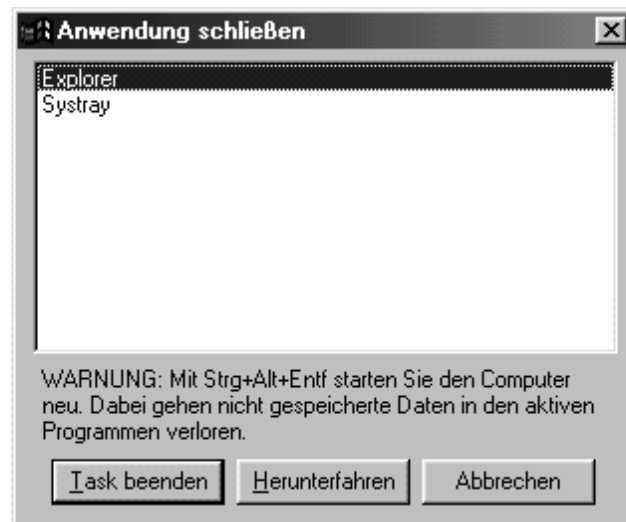 Anwendung schließen
Explorer
Systray
WARNUNG: Mit Strg+Alt+Entf starten Sie den Computer
neu. Dabei gehen nicht gespeicherte Daten in den aktiven
Programmen verloren.
Task beenden Herunterfahren Abbrechen